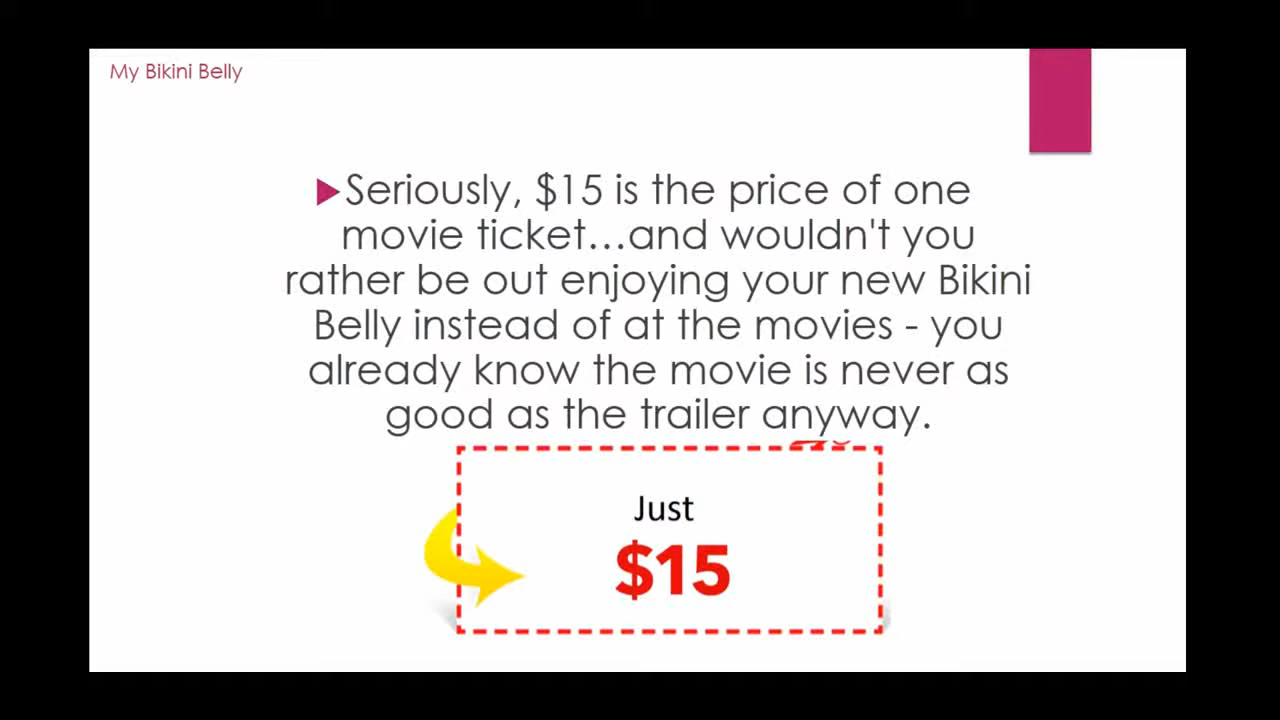 My Bikini Belly
Seriously, $15 is the price of one
movie ticket...and wouldn't you
rather be out enjoying your new Bikini
Belly instead of at the movies - you
already know the movie is never as
good as the trailer anyway.
Just
$15